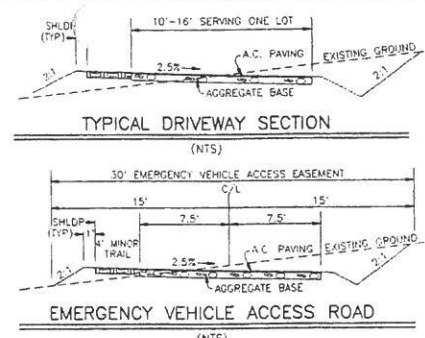 10'-16' SERVING ONE LOT
SHLDR
(TYP)
A.C. PAVING
EXISTING GROUND
2:1
2.5%
2:1
AGGREGATE BASE
TYPICAL DRIVEWAY SECTION
(NTS)
30' EMERGENCY VEHICLE ACCESS EASEMENT
C/L
15'
15'
SHLDR
(TYP)
1'
7.5'
7.5'
4' MINOR
TRAIL
2.5%
A.C. PAVING
EXISTING GROUND
2:1
2:1
AGGREGATE BASE
EMERGENCY VEHICLE ACCESS ROAD
(NTS)